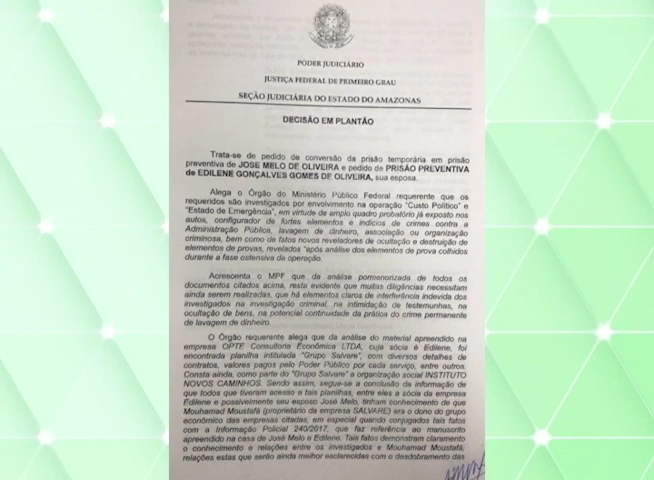 PODER JUDICIÁRIO
JUSTIÇA FEDERAL DE PRIMEIRO GRAU
SEÇÃO JUDICIÁRIA DO ESTADO DO AMAZONAS
DECISÃO EM PLANTÃO
Trata-se de pedido de conversão da prisão temporária em prisão
preventiva de JOSE MELO DE OLIVEIRA e pedido de PRISÃO PREVENTIVA
de EDILENE GONÇALVES GOMES DE OLIVEIRA, sua esposa.
Alega o Órgão do Ministério Público Federal requerente que os
requeridos são investigados por envolvimento na operação "Custo Político" e
"Estado de Emergência", em virtude de amplo quadro probatório já exposto nos
autos, configurador de fortes elementos e indícios de crimes contra a
Administração Pública, lavagem de dinheiro, associação ou organização
criminosa, bem como de fatos novos reveladores de ocultação e destruição de
elementos de provas, revelados "após análise dos elementos de prova colhidos
durante a fase ostensiva da operação.
Acrescenta o MPF que da análise pormenorizada de todos os
documentos citados acima, resta evidente que muitas diligências necessitam
ainda serem realizadas, que há elementos claros de interferência indevida dos
investigados na investigação criminal, na intimidação de testemunhas, na
ocultação de bens, na potencial continuidade da prática do crime permanente
de lavagem de dinheiro.
O Órgão requerente alega que da análise do material apreendido na
empresa OPTE Consultoria Econômica LTDA, cuja sócia é Edilene, foi
encontrada planilha intitulada "Grupo Salvare", com diversos detalhes de
contratos, valores pagos pelo Poder Público por cada serviço, entre outros.
Consta ainda, como parte do "Grupo Salvare" a organização social INSTITUTO
NOVOS CAMINHOS. Sendo assim, segue-se a conclusão da informação de
que todos que tiveram acesso a tais planilhas, entre eles a sócia da empresa
Edilene e possivelmente seu esposo José Melo, tinham conhecimento de que
Mouhamad Moustafá (proprietário da empresa SALVARE) era o dono do grupo
econômico das empresas citadas, em especial quando conjugados tais fatos
com a Informação Policial 240/2017, que faz referência ao manuscrito
apreendido na casa de José Melo e Edilene. Tais fatos demonstram claramente
o conhecimento e relações entre os investigados e Mouhamad Moustafá,
relações estas que serão ainda melhor esclarecidas com o desdobramento das